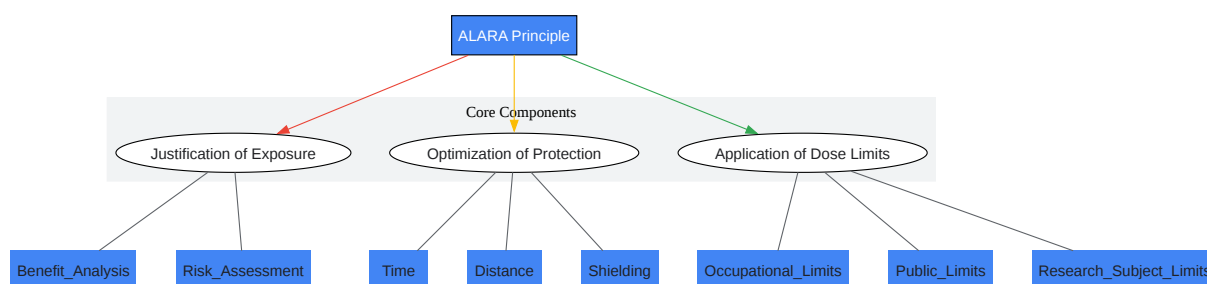 ALARA Principle
Core Components
Justification of Exposure
Optimization of Protection
Application of Dose Limits
Benefit_Analysis
Risk_Assessment
Time
Distance
Shielding
Occupational_Limits
Public_Limits
Research_Subject_Limits